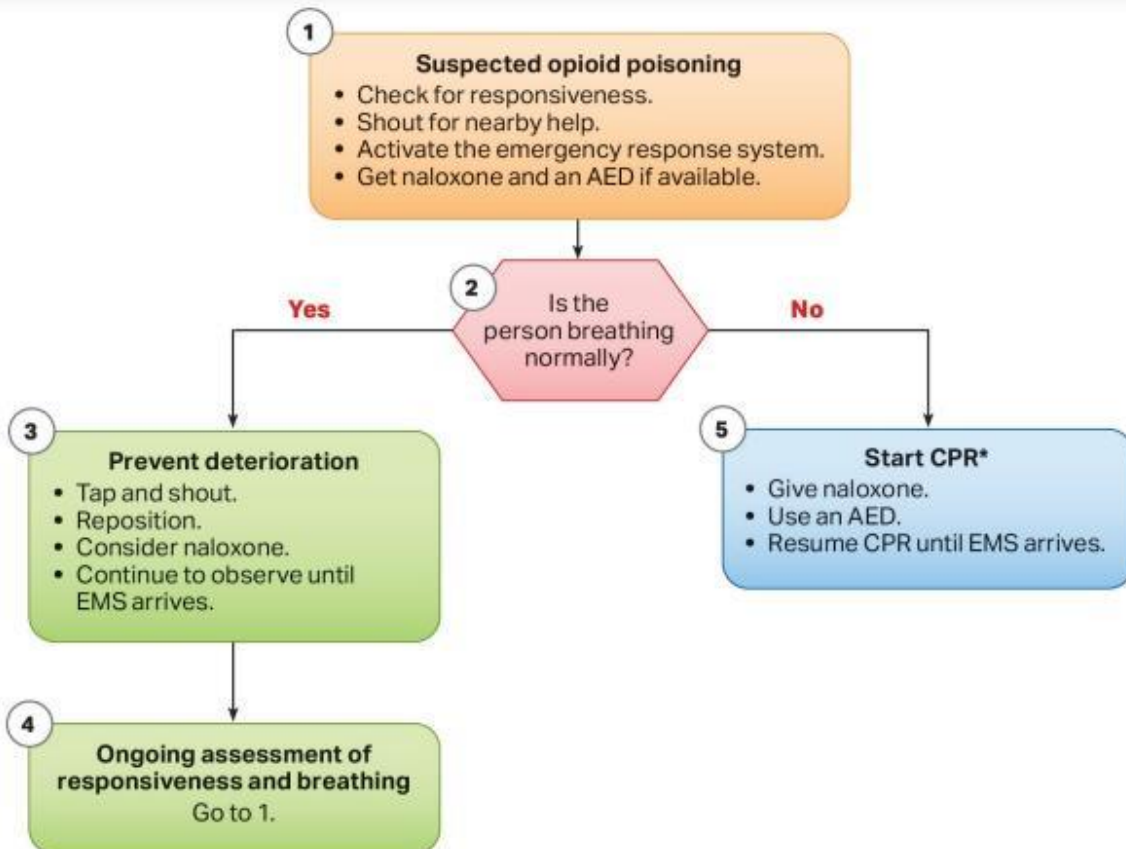 1
Suspected opioid poisoning
• Check for responsiveness.
• Shout for nearby help.
• Activate the emergency response system.
• Get naloxone and an AED if available.
2
Is the
person breathing
normally?
Yes
No
3
Prevent deterioration
• Tap and shout.
• Reposition.
• Consider naloxone.
• Continue to observe until
EMS arrives.
5
Start CPR*
• Give naloxone.
• Use an AED.
• Resume CPR until EMS arrives.
4
Ongoing assessment of
responsiveness and breathing
Go to 1.